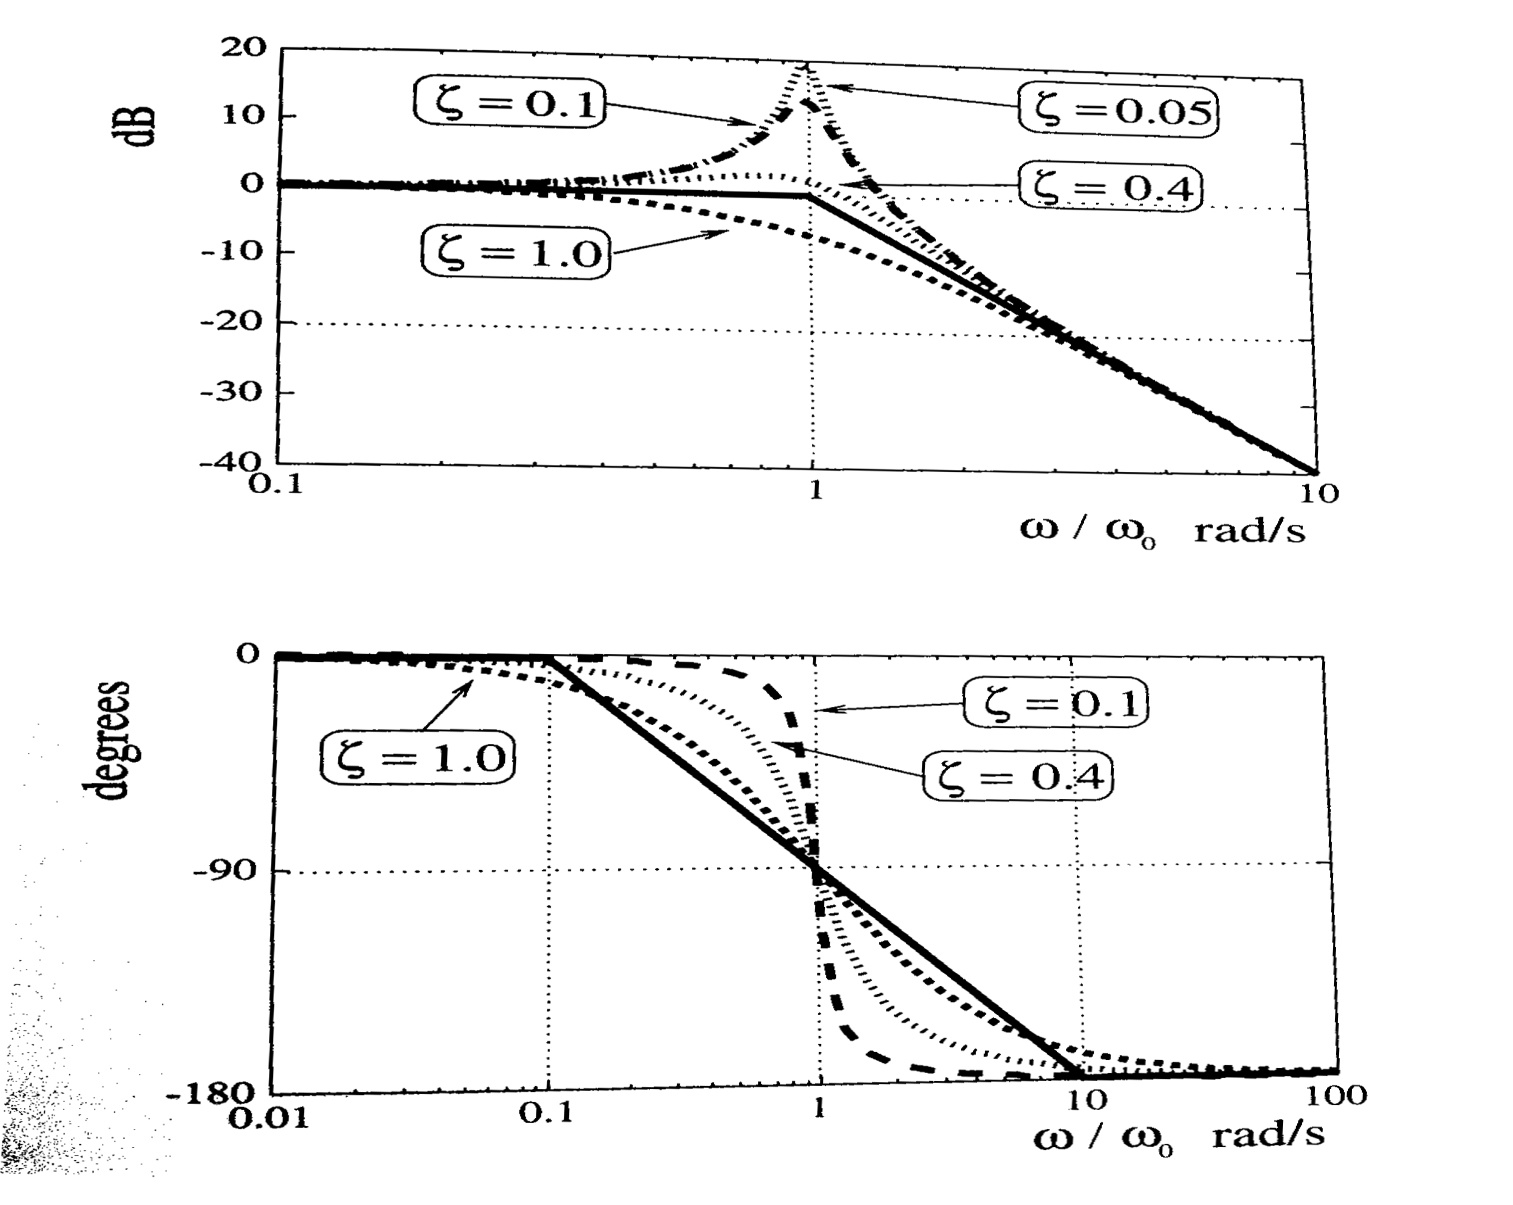 20
ζ = 0.1
ζ = 0.05
dB
10
0
ζ = 0.4
-10
ζ = 1.0
-20
-30
-40
0.1
1
10
ω / ω₀ rad/s
0
ζ = 0.1
degrees
ζ = 1.0
ζ = 0.4
-90
-180
0.01
0.1
1
10
100
ω / ω₀ rad/s